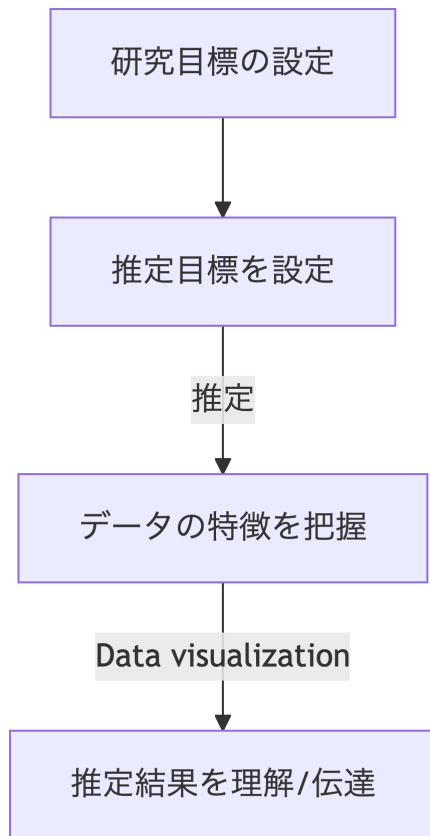 研究目標の設定
推定目標を設定
推定
データの特徴を把握
Data visualization
推定結果を理解/伝達